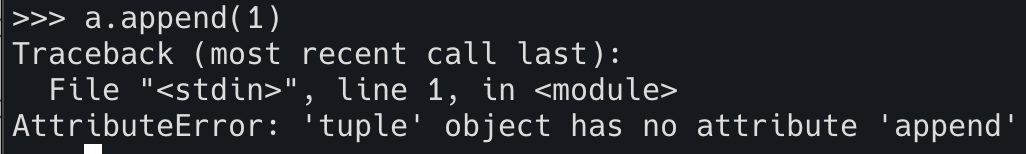 >>> a.append(1)
Traceback (most recent call last):
  File "<stdin>", line 1, in <module>
AttributeError: 'tuple' object has no attribute 'append'